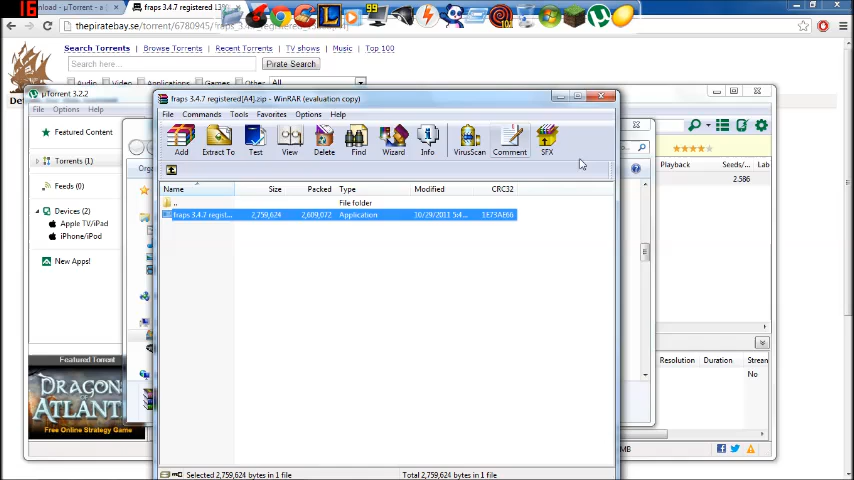 16
nload - µTorrent - a
fraps 3.4.7 registered
99
thepiratebay.se/torrent/6780945/
Search Torrents | Browse Torrents | Recent Torrents | TV shows | Music | Top 100
Search here...
Pirate Search
Audio Video Applications Games Other All
µTorrent 3.2.2
File Options Help
Featured Content
Torrents (1)
Feeds (0)
Devices (2)
Apple TV/iPad
iPhone/iPod
New Apps!
Featured Torrent
DRAGONS
OF
ATLANT
Free Online Strategy Game
fraps 3.4.7 registered[A4].zip - WinRAR (evaluation copy)
File Commands Tools Favorites Options Help
Add Extract To Test View Delete Find Wizard Info VirusScan Comment SFX
Name Size Packed Type Modified CRC32
.. File folder
fraps 3.4.7 regist... 2,759,624 2,609,072 Application 10/29/2011 5:4... 1E73AE66
Selected 2,759,624 bytes in 1 file Total 2,759,624 bytes in 1 file
Playback Seeds/... Lab
2.586
Resolution Duration Stream
No
MB